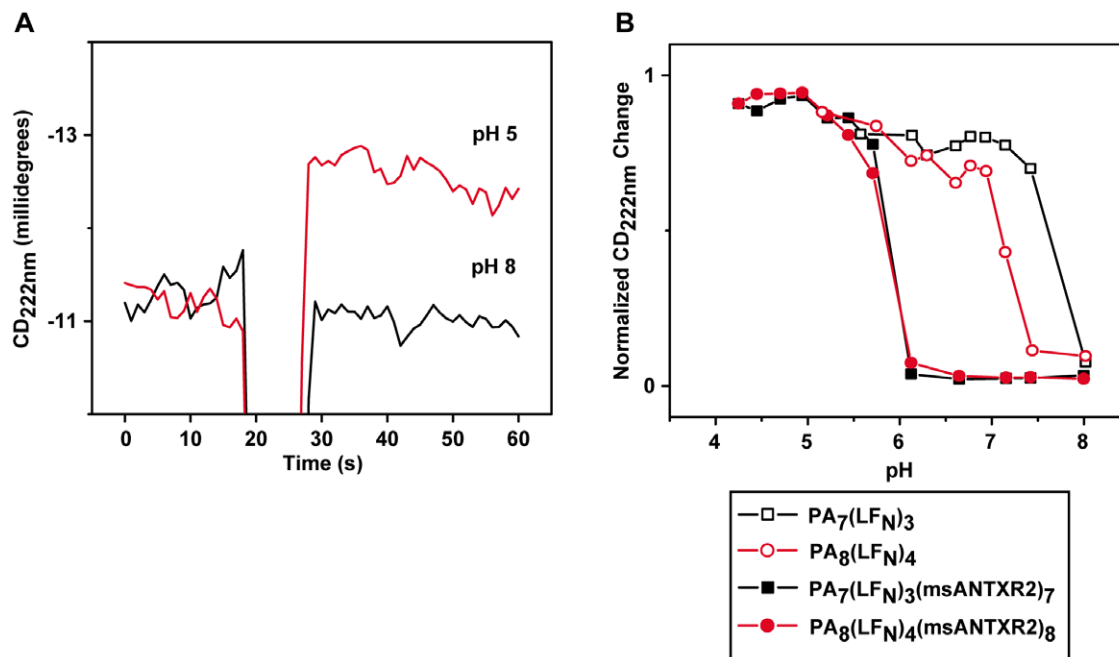 A
CD222nm (millidegrees)
-13
-11
pH 5
pH 8
0 10 20 30 40 50 60
Time (s)
B
Normalized CD222nm Change
1
0
4 5 6 7 8
pH
PA7(LFN)3
PA8(LFN)4
PA7(LFN)3(msANTXR2)7
PA8(LFN)4(msANTXR2)8